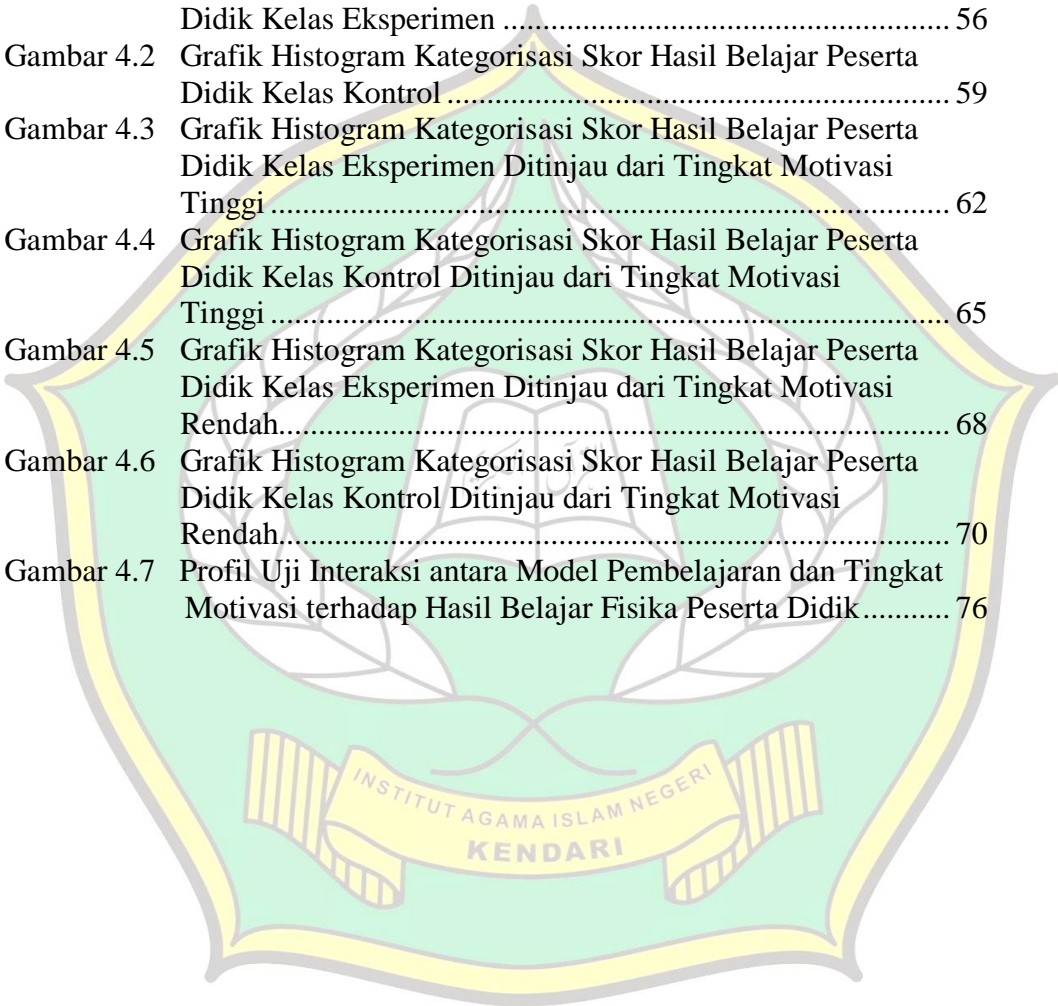 Didik Kelas Eksperimen ............................................................... 56
Gambar 4.2 Grafik Histogram Kategorisasi Skor Hasil Belajar Peserta
Didik Kelas Kontrol ....................................................................... 59
Gambar 4.3 Grafik Histogram Kategorisasi Skor Hasil Belajar Peserta
Didik Kelas Eksperimen Ditinjau dari Tingkat Motivasi
Tinggi ............................................................................................... 62
Gambar 4.4 Grafik Histogram Kategorisasi Skor Hasil Belajar Peserta
Didik Kelas Kontrol Ditinjau dari Tingkat Motivasi
Tinggi ............................................................................................... 65
Gambar 4.5 Grafik Histogram Kategorisasi Skor Hasil Belajar Peserta
Didik Kelas Eksperimen Ditinjau dari Tingkat Motivasi
Rendah.............................................................................................. 68
Gambar 4.6 Grafik Histogram Kategorisasi Skor Hasil Belajar Peserta
Didik Kelas Kontrol Ditinjau dari Tingkat Motivasi
Rendah.............................................................................................. 70
Gambar 4.7 Profil Uji Interaksi antara Model Pembelajaran dan Tingkat
Motivasi terhadap Hasil Belajar Fisika Peserta Didik ............ 76
INSTITUT AGAMA ISLAM NEGERI
KENDARI